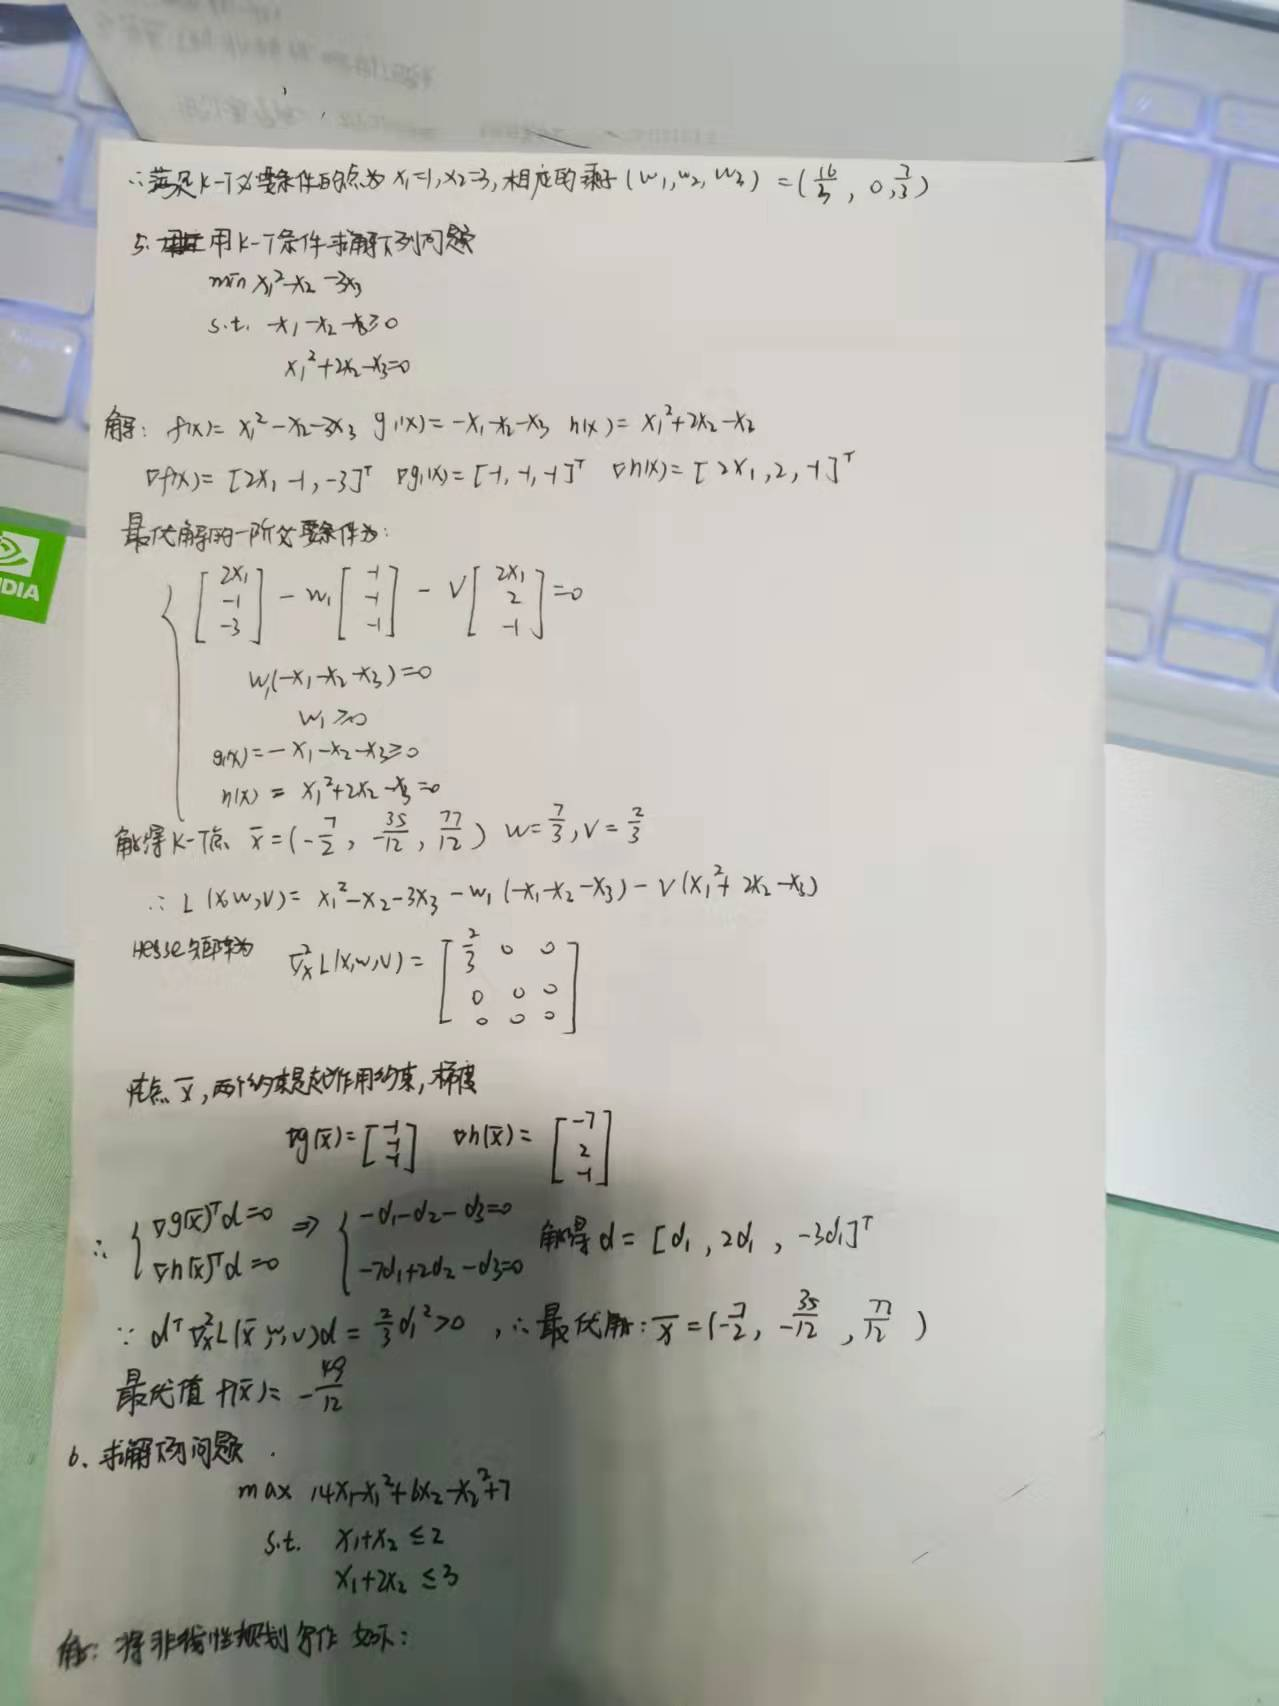 ∴满足K-T必要条件的点为 x₁=1, x₂=3, 相应的乘子 (w₁, w₂, w₃) = (16/3, 0, 7/3)
5. 用K-T条件求解下列问题
min x₁²-x₂-3x₃
s.t. -x₁-x₂-x₃≥0
x₁²+2x₂-x₃=0
解: f(x)= x₁²-x₂-3x₃ g₁(x)=-x₁-x₂-x₃ h(x)= x₁²+2x₂-x₃
∇f(x)= [2x₁, -1, -3]ᵀ ∇g₁(x)= [-1, -1, -1]ᵀ ∇h(x)= [2x₁, 2, -1]ᵀ
最优解的一阶必要条件为:
{ [2x₁, -1, -3] - w₁ [-1, -1, -1] - v [2x₁, 2, -1] =0
w₁(-x₁-x₂-x₃)=0
w₁≥0
g(x)=-x₁-x₂-x₃≥0
h(x)= x₁²+2x₂-x₃=0
解得K-T点 x̄=(-7/2, -35/12, 77/12) w=7/3, v=2/3
∴ L(x,w,v)= x₁²-x₂-3x₃-w₁(-x₁-x₂-x₃)-v(x₁²+2x₂-x₃)
Hesse矩阵为 ∇ₓ²L(x,w,v)= [2/3 0 0
0 0 0
0 0 0]
在点x̄, 两个约束是起作用约束, 梯度
∇g(x̄)= [-1, -1, -1] ∇h(x̄)= [-7, 2, -1]
∴ { ∇g(x̄)ᵀd=0 ⇒ { -d₁-d₂-d₃=0 解得 d= [d₁, 2d₁, -3d₁]ᵀ
∇h(x̄)ᵀd=0 -7d₁+2d₂-d₃=0
∵ dᵀ∇ₓ²L(x̄,w,v)d= 2/3 d₁²>0, ∴最优解: x̄=(-7/2, -35/12, 77/12)
最优值 f(x̄)= -49/12
6. 求解下列问题
max 14x₁-x₁²+6x₂-x₂²+7
s.t. x₁+x₂≤2
x₁+2x₂≤3
解: 将非线性规划写作如下:
DIA